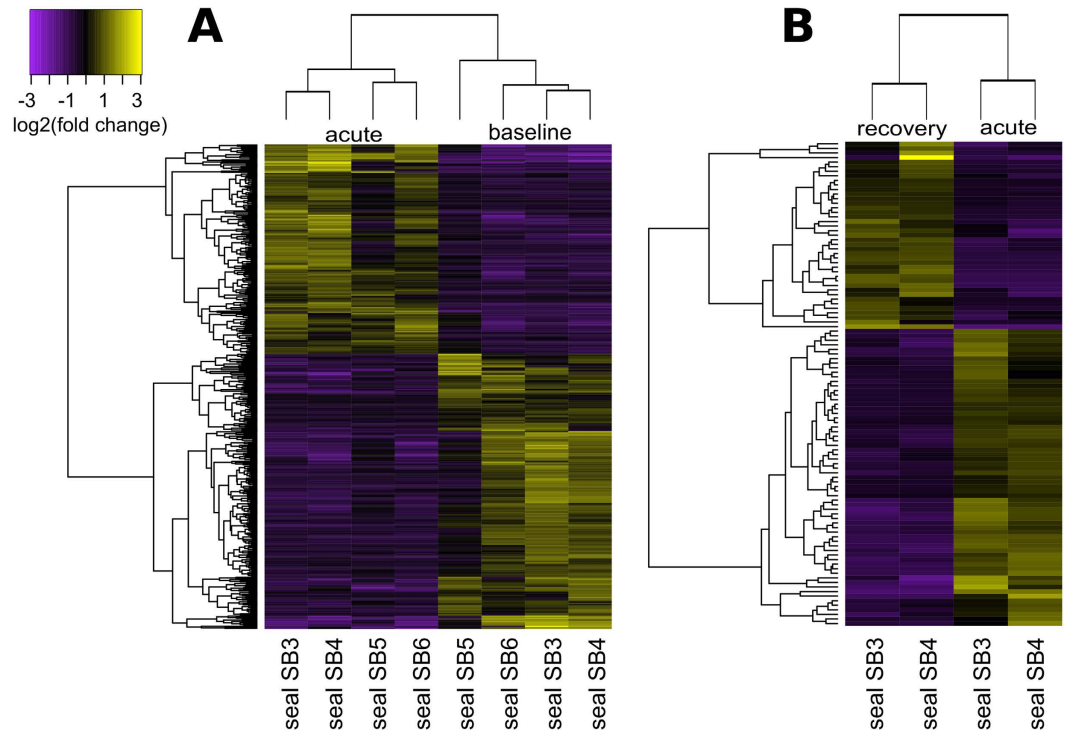 A
B
-3 -1 1 3
log2(fold change)
acute baseline
recovery acute
seal SB3
seal SB4
seal SB5
seal SB6
seal SB5
seal SB6
seal SB3
seal SB4
seal SB3
seal SB4
seal SB3
seal SB4